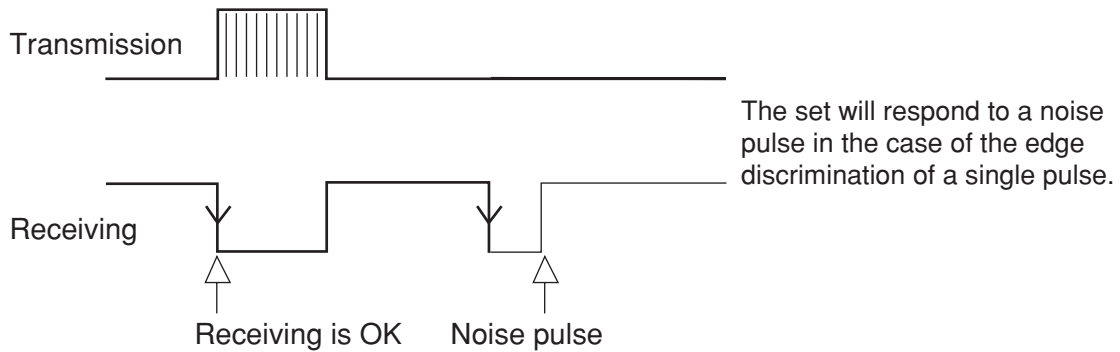 Transmission
The set will respond to a noise
pulse in the case of the edge
discrimination of a single pulse.
Receiving
Receiving is OK
Noise pulse